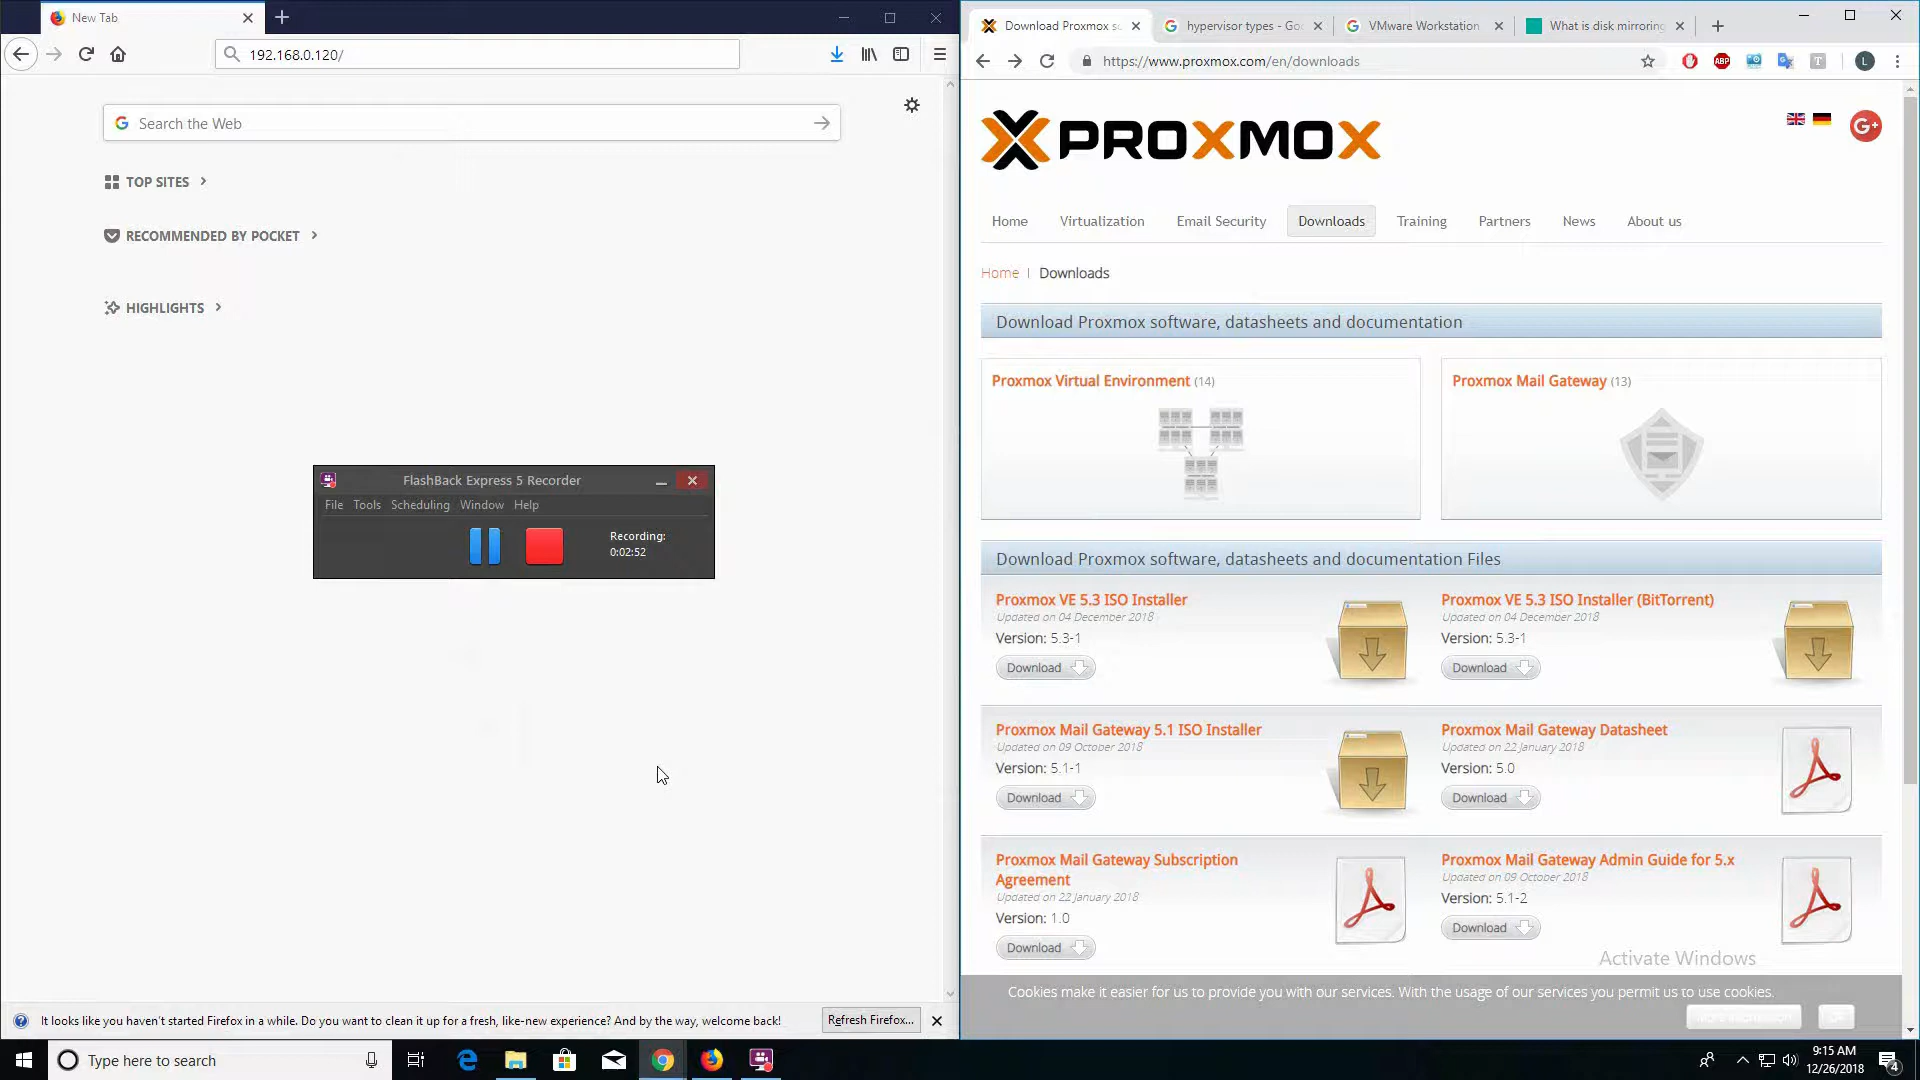 New Tab
192.168.0.120/
Search the Web
TOP SITES
RECOMMENDED BY POCKET
HIGHLIGHTS
FlashBack Express 5 Recorder
File Tools Scheduling Window Help
Recording:
0:02:52
It looks like you haven't started Firefox in a while. Do you want to clean it up for a fresh, like-new experience? And by the way, welcome back!
Refresh Firefox...
Download Proxmox s
hypervisor types - Go
VMware Workstation
What is disk mirroring
https://www.proxmox.com/en/downloads
ABP
T
L
PROXMOX
G+
Home Virtualization Email Security Downloads Training Partners News About us
Home | Downloads
Download Proxmox software, datasheets and documentation
Proxmox Virtual Environment (14)
Proxmox Mail Gateway (13)
Download Proxmox software, datasheets and documentation Files
Proxmox VE 5.3 ISO Installer
Updated on 04 December 2018
Version: 5.3-1
Download
Proxmox VE 5.3 ISO Installer (BitTorrent)
Updated on 04 December 2018
Version: 5.3-1
Download
Proxmox Mail Gateway 5.1 ISO Installer
Updated on 09 October 2018
Version: 5.1-1
Download
Proxmox Mail Gateway Datasheet
Updated on 22 January 2018
Version: 5.0
Download
Proxmox Mail Gateway Subscription
Agreement
Updated on 22 January 2018
Version: 1.0
Download
Proxmox Mail Gateway Admin Guide for 5.x
Updated on 09 October 2018
Version: 5.1-2
Download
Activate Windows
Cookies make it easier for us to provide you with our services. With the usage of our services you permit us to use cookies.
Type here to search
9:15 AM
12/26/2018
4